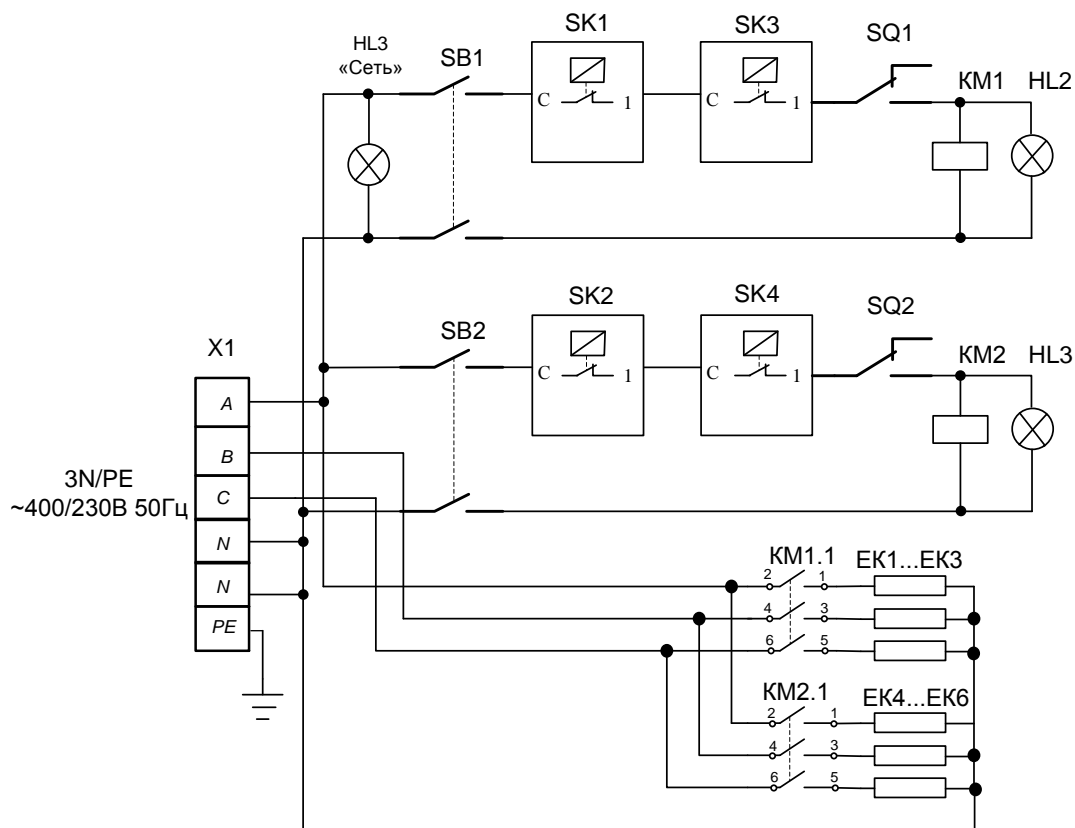 SK1
SK3
HL3
«Сеть»
SB1
SQ1
KM1
HL2
C
1
C
1
SK2
SK4
SQ2
SB2
X1
KM2
HL3
C
1
C
1
A
B
3N/PE
~400/230В 50Гц
C
N
N
PE
KM1.1
EK1...EK3
2
1
4
3
6
5
KM2.1
EK4...EK6
2
1
4
3
6
5